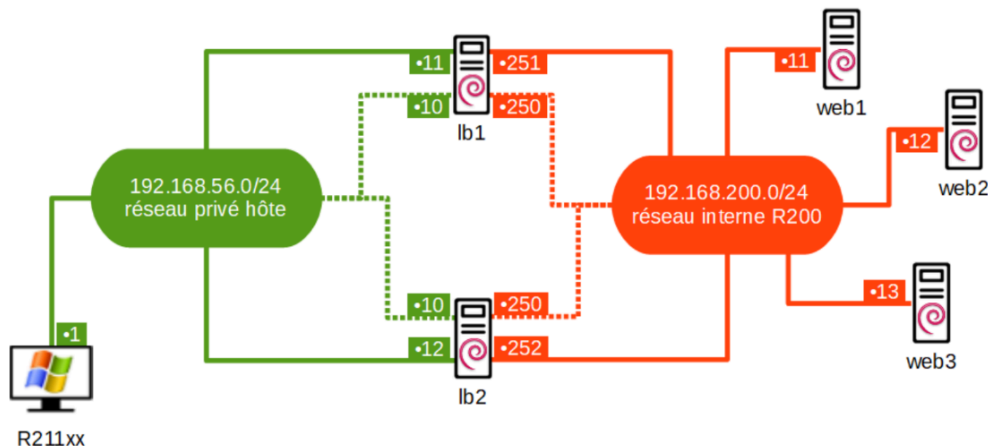 •11
•251
•10
•250
lb1
•11
web1
•12
web2
192.168.56.0/24
réseau privé hôte
192.168.200.0/24
réseau interne R200
•1
R211xx
•10
•250
•12
•252
lb2
•13
web3